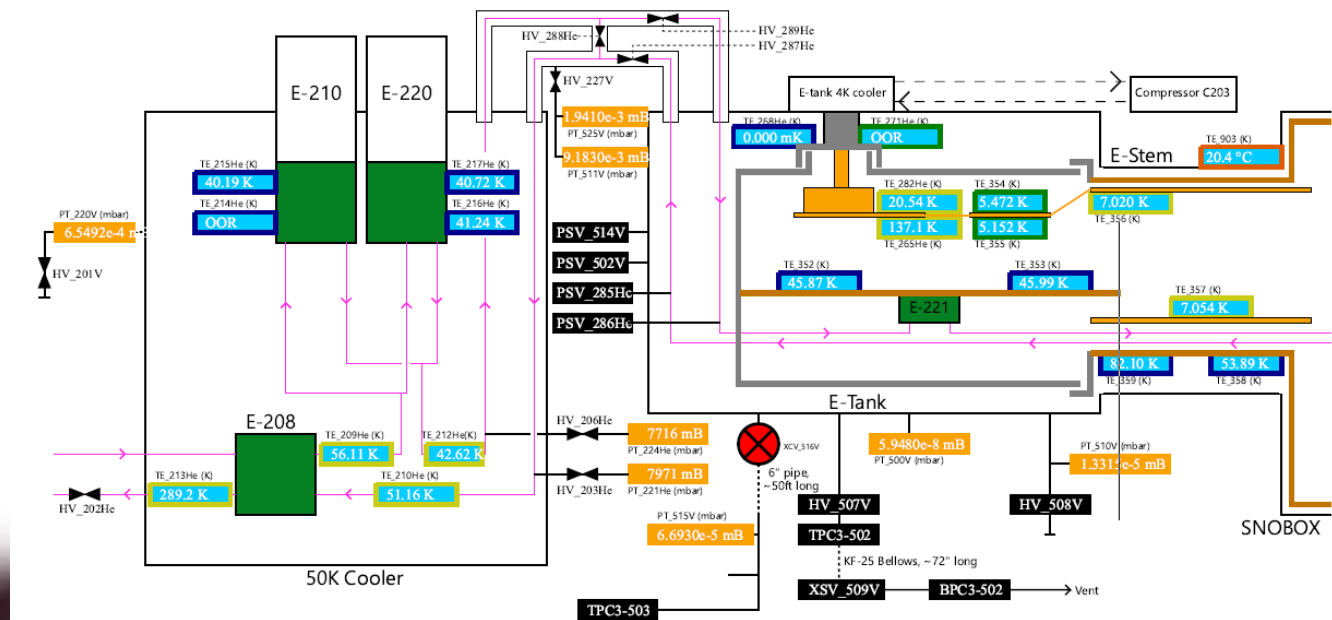 HV_289He
HV_288He
HV_287He
HV_227V
E-210
E-220
E-tank 4K cooler
Compressor C203
1.9410e-3 mB
PT_525V (mbar)
9.1830e-3 mB
PT_511V (mbar)
TE_268He (K)
0.000 mK
TE_271He (K)
OOR
TE_903 (K)
20.4 °C
E-Stem
TE_215He (K)
40.19 K
TE_217He(K)
40.72 K
TE_214He (K)
OOR
TE_216He (K)
41.24 K
TE_282He (K)
20.54 K
TE_354 (K)
5.472 K
7.020 K
TE_356 (K)
137.1 K
TE_265He (K)
5.152 K
TE_355 (K)
PT_220V (mbar)
6.5492e-4 m
HV_201V
PSV_514V
PSV_502V
PSV_285He
PSV_286He
TE_352 (K)
45.87 K
TE_353 (K)
45.99 K
TE_357 (K)
7.054 K
E-221
82.10 K
TE_359 (K)
53.89 K
TE_358 (K)
E-Tank
E-208
TE_209He (K)
56.11 K
TE_212He(K)
42.62 K
HV_206He
7716 mB
PT_224He (mbar)
XCV_516V
5.9480e-8 mB
PT_500V (mbar)
PT_510V (mbar)
1.3315e-5 mB
TE_213He (K)
289.2 K
TE_210He (K)
51.16 K
HV_202He
7971 mB
HV_203He
PT_221He (mbar)
6" pipe,
~50ft long
HV_507V
HV_508V
PT_515V (mbar)
6.6930e-5 mB
TPC3-502
SNOBOX
KF-25 Bellows, ~72" long
50K Cooler
XSV_509V
BPC3-502
Vent
TPC3-503